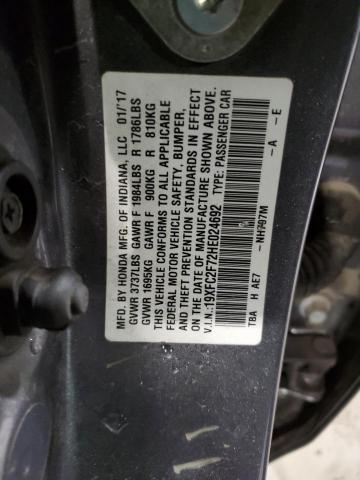 MFD. BY HONDA MFG. OF INDIANA, LLC 01/17
GVWR 3737LBS GAWR F 1984LBS R 1786LBS
GVWR 1695KG GAWR F 900KG R 810KG
THIS VEHICLE CONFORMS TO ALL APPLICABLE
FEDERAL MOTOR VEHICLE SAFETY, BUMPER,
AND THEFT PREVENTION STANDARDS IN EFFECT
ON THE DATE OF MANUFACTURE SHOWN ABOVE.
V.I.N.:19XFC2F72HE024692 TYPE: PASSENGER CAR
-NH797M -A -E
TBA H AE7